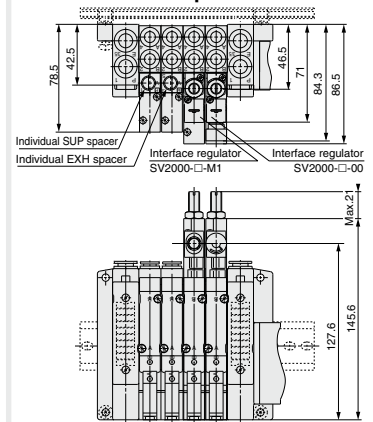 78.5
42.5
46.5
71
84.3
86.5
Individual SUP spacer
Individual EXH spacer
Interface regulator
SV2000-□-M1
Interface regulator
SV2000-□-00
Max.21
127.6
145.6